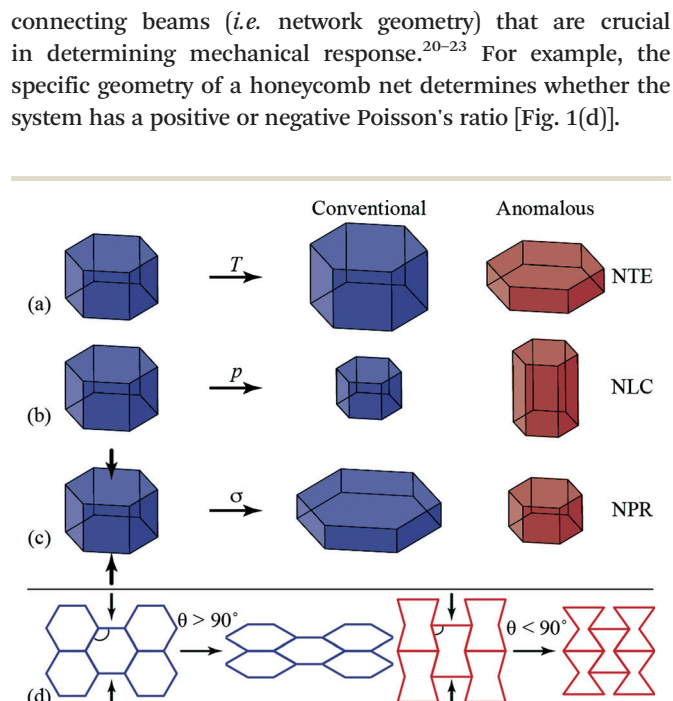 connecting beams (i.e. network geometry) that are crucial
in determining mechanical response.20–23 For example, the
specific geometry of a honeycomb net determines whether the
system has a positive or negative Poisson's ratio [Fig. 1(d)].
Conventional Anomalous
(a) T NTE
(b) p NLC
(c) σ NPR
(d) θ > 90° θ < 90°